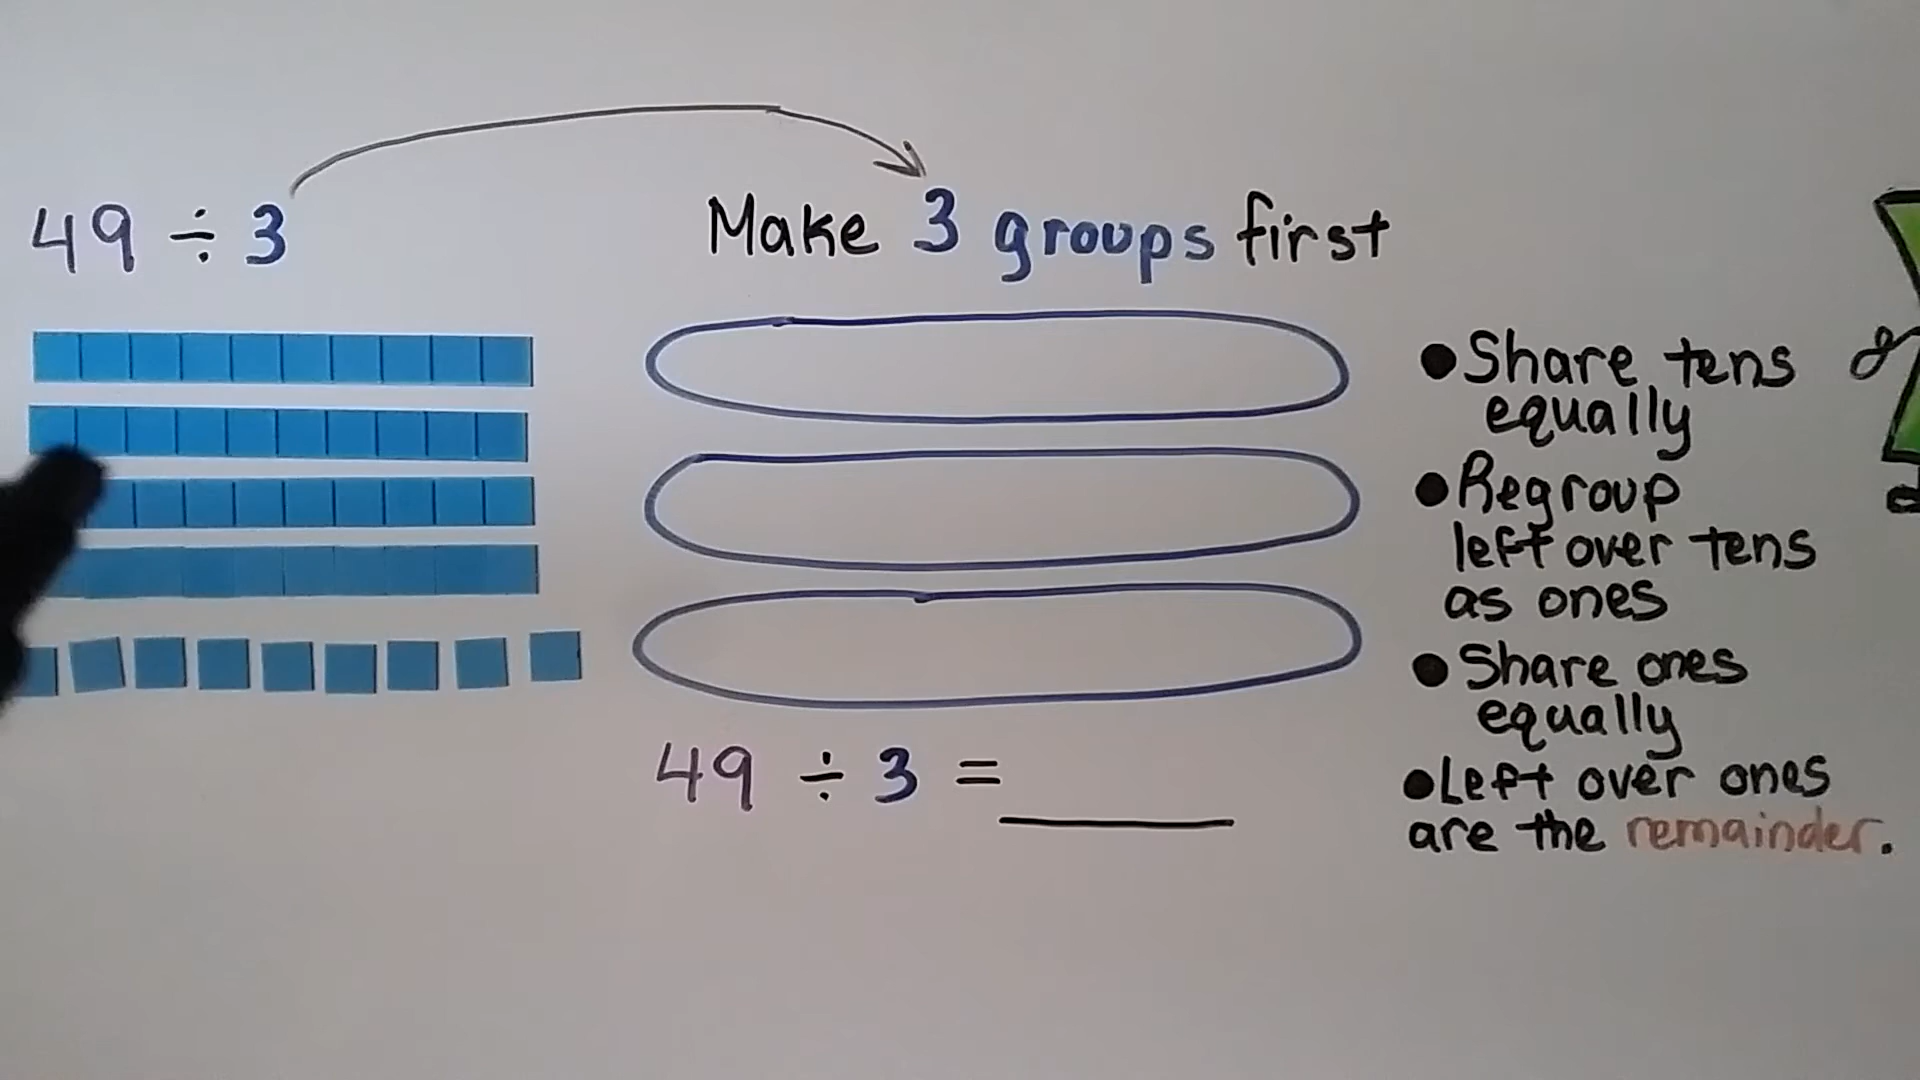 49 ÷ 3
Make 3 groups first
• Share tens
equally
• Regroup
left over tens
as ones
• Share ones
equally
• Left over ones
are the remainder.
49 ÷ 3 = ______